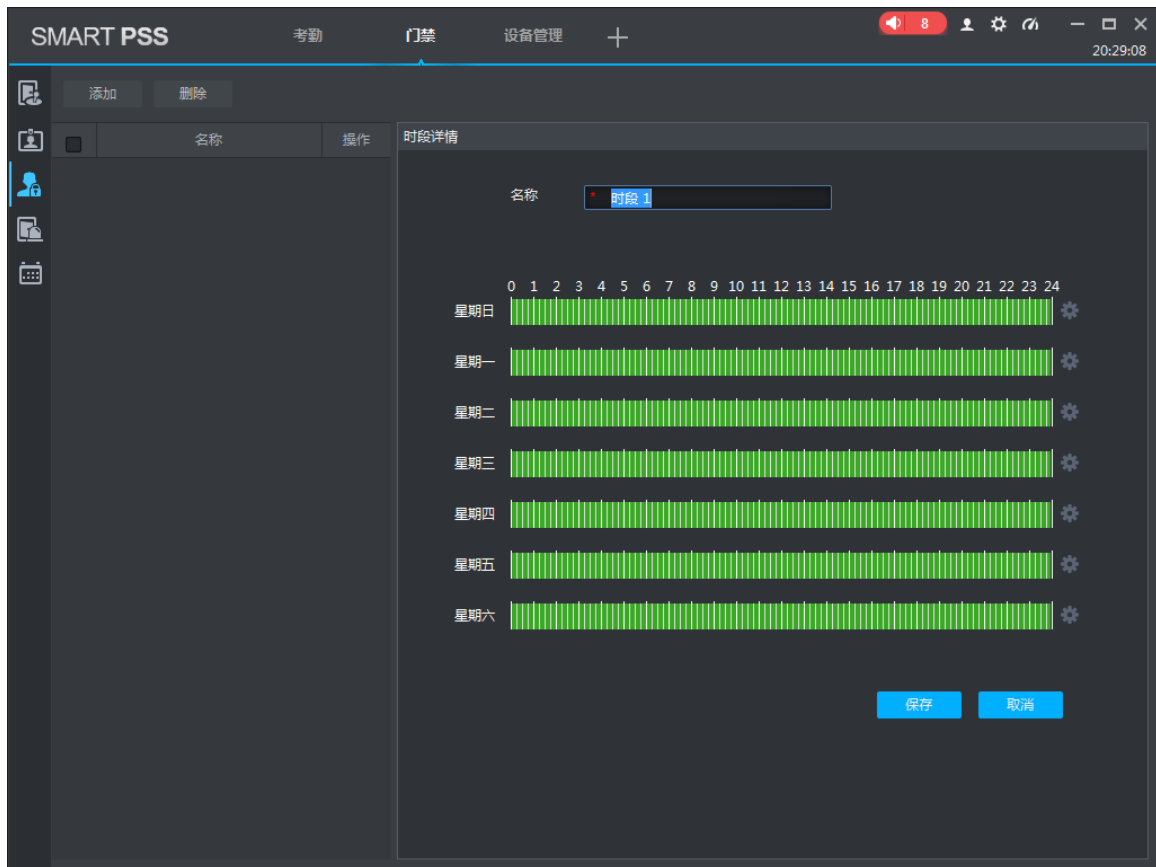 SMART PSS 考勤 门禁 设备管理 8
20:29:08
添加 删除
名称 操作
时段详情
名称 * 时段 1
0 1 2 3 4 5 6 7 8 9 10 11 12 13 14 15 16 17 18 19 20 21 22 23 24
星期日
星期一
星期二
星期三
星期四
星期五
星期六
保存 取消